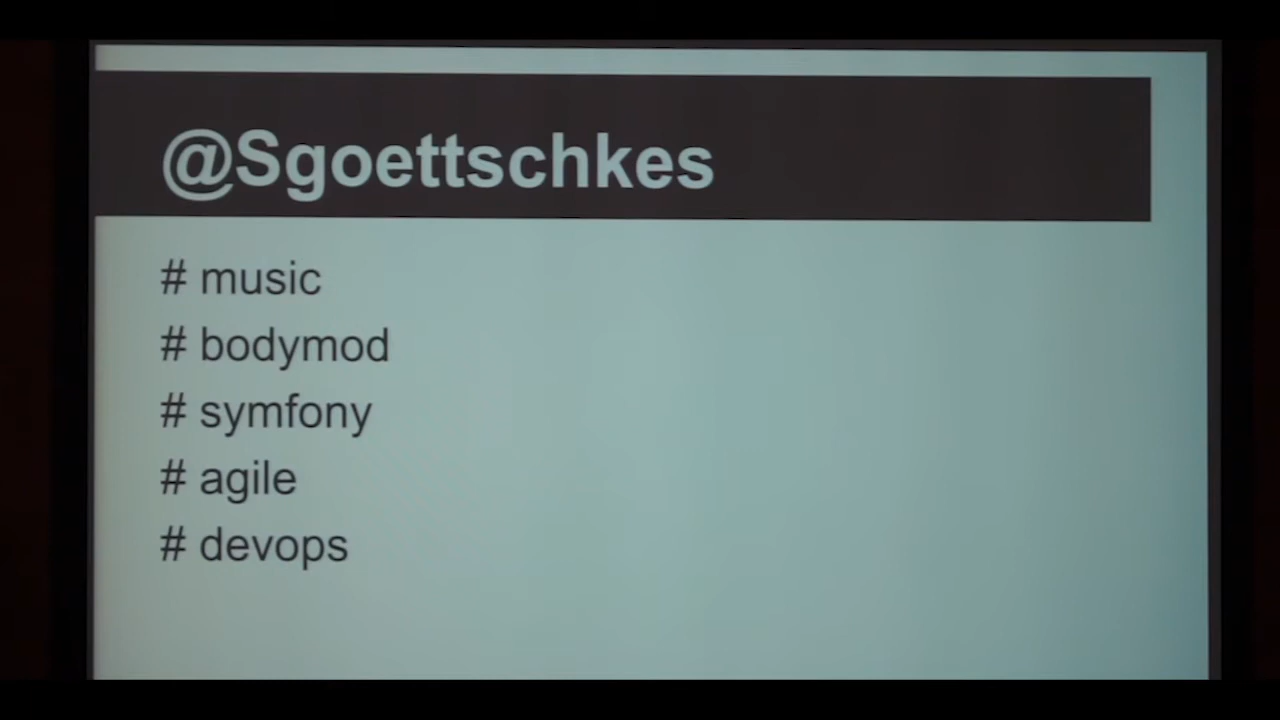 @Sgoettschkes
# music
# bodymod
# symfony
# agile
# devops